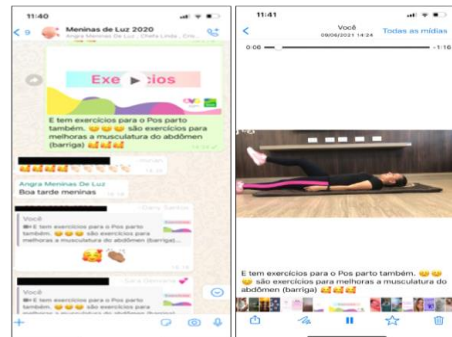 11:40
9
Meninas de Luz 2020
Angra Meninas De Luz, Chefa Linda, Cris...
Exe ios
E tem exercícios para o Pos parto
também. 😊😊😊 são exercícios para
melhoras a musculatura do abdômen
(barriga) 🥰🥰🥰
Angra Meninas De Luz
Boa tarde meninas
Você
E tem exercícios para o Pos parto
também. 😊😊😊 são exercícios para
melhoras a musculatura do abdômen (barriga)...
Você
E tem exercícios para o Pos parto
também. 😊😊😊 são exercícios para
melhoras a musculatura do
abdômen (barriga) 🥰🥰🥰
11:41
Você
09/06/2021 14:24
Todas as mídias
0:06
-1:16
E tem exercícios para o Pos parto também. 😊😊
😊 são exercícios para melhoras a musculatura do
abdômen (barriga) 🥰🥰🥰